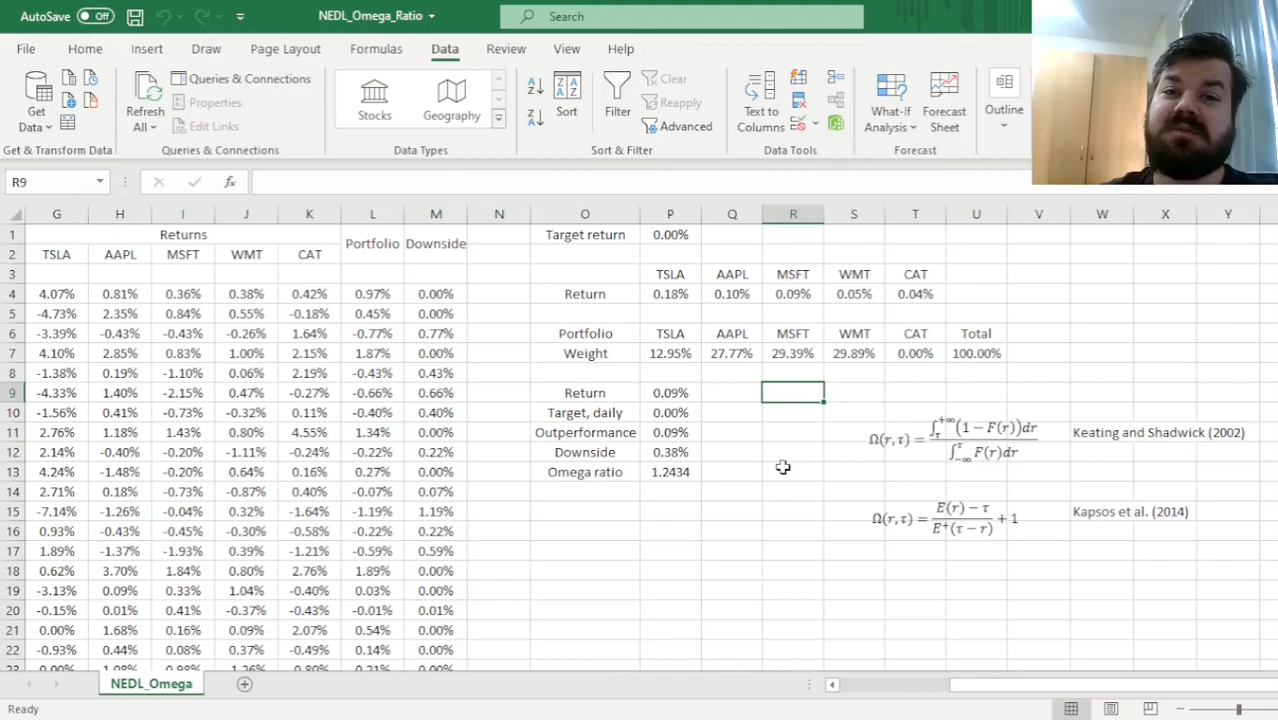 AutoSave Off NEDL_Omega_Ratio Search
File Home Insert Draw Page Layout Formulas Data Review View Help
Get Data Refresh All Queries & Connections Properties Edit Links Stocks Geography Sort Filter Clear Reapply Advanced Text to Columns What-If Analysis Forecast Sheet Outline
Get & Transform Data Queries & Connections Data Types Sort & Filter Data Tools Forecast
R9 fx
G H I J K L M N O P Q R S T U V W X Y
1 Returns Portfolio Downside Target return 0.00%
2 TSLA AAPL MSFT WMT CAT
3 TSLA AAPL MSFT WMT CAT
4 4.07% 0.81% 0.36% 0.38% 0.42% 0.97% 0.00% Return 0.18% 0.10% 0.09% 0.05% 0.04%
5 -4.73% 2.35% 0.84% 0.55% -0.18% 0.45% 0.00%
6 -3.39% -0.43% -0.43% -0.26% 1.64% -0.77% 0.77% Portfolio TSLA AAPL MSFT WMT CAT Total
7 4.10% 2.85% 0.83% 1.00% 2.15% 1.87% 0.00% Weight 12.95% 27.77% 29.39% 29.89% 0.00% 100.00%
8 -1.38% 0.19% -1.10% 0.06% 2.19% -0.43% 0.43%
9 -4.33% 1.40% -2.15% 0.47% -0.27% -0.66% 0.66% Return 0.09%
10 -1.56% 0.41% -0.73% -0.32% 0.11% -0.40% 0.40% Target, daily 0.00%
11 2.76% 1.18% 1.43% 0.80% 4.55% 1.34% 0.00% Outperformance 0.09% Ω(r,τ) = ∫τ+∞(1 − F(r))dr / ∫−∞τ F(r)dr Keating and Shadwick (2002)
12 2.14% -0.40% -0.22% -1.11% -0.24% -0.22% 0.22% Downside 0.38%
13 4.24% -1.48% -0.20% 0.64% 0.16% 0.27% 0.00% Omega ratio 1.2434
14 2.71% 0.18% -0.73% -0.87% 0.40% -0.07% 0.07%
15 -7.14% -1.26% -0.04% 0.32% -1.64% -1.19% 1.19% Ω(r,τ) = E(r) − τ / E+(τ − r) + 1 Kapsos et al. (2014)
16 0.93% -0.43% -0.45% -0.30% -0.58% -0.22% 0.22%
17 1.89% -1.37% -1.93% 0.39% -1.21% -0.59% 0.59%
18 0.62% 3.70% 1.84% 0.80% 2.76% 1.89% 0.00%
19 -3.13% 0.09% 0.33% 1.04% -0.40% 0.03% 0.00%
20 -0.15% 0.01% 0.41% -0.37% -0.43% -0.01% 0.01%
21 0.00% 1.68% 0.16% 0.09% 2.07% 0.54% 0.00%
22 -0.93% 0.44% 0.08% 0.37% -0.49% 0.14% 0.00%
NEDL_Omega
Ready